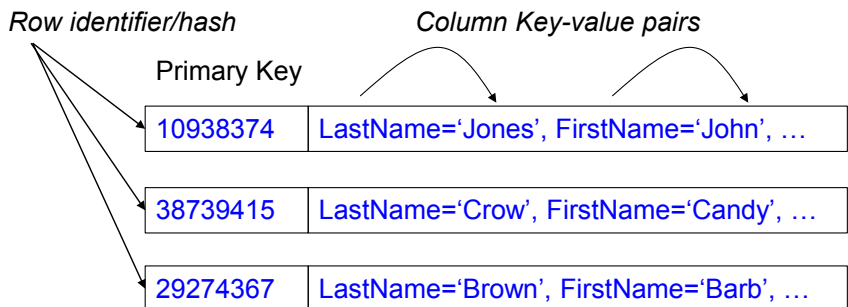 Row identifier/hash
Column Key-value pairs
Primary Key
10938374 LastName=‘Jones’, FirstName=‘John’, …
38739415 LastName=‘Crow’, FirstName=‘Candy’, …
29274367 LastName=‘Brown’, FirstName=‘Barb’, …